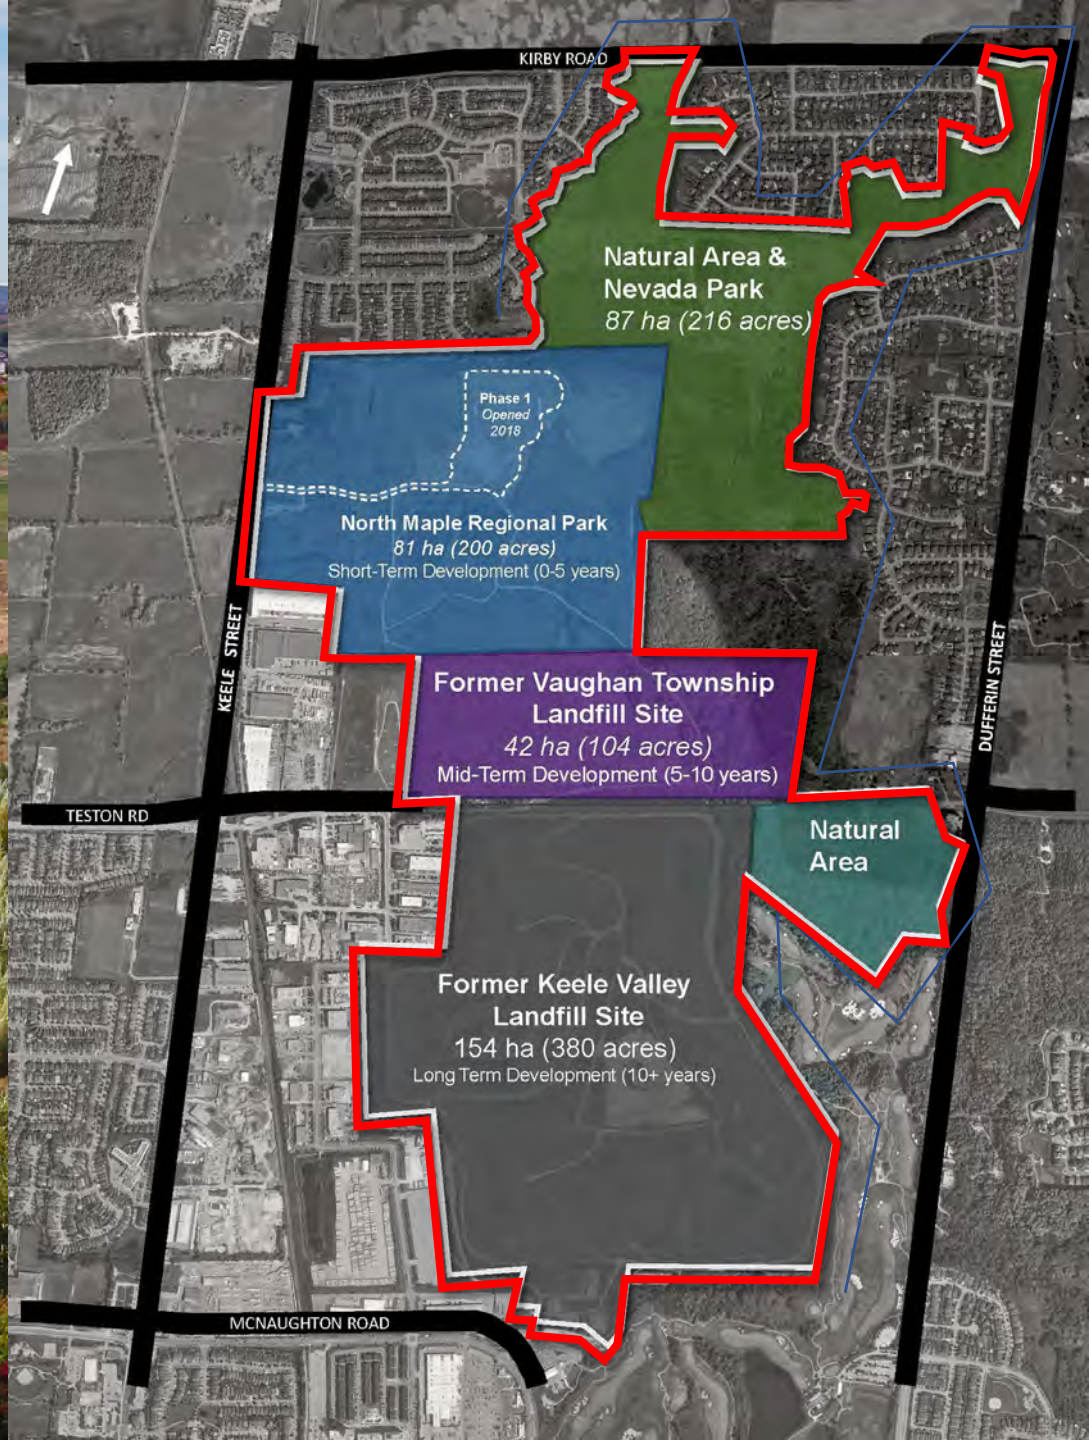 KIRBY ROAD
Natural Area &
Nevada Park
87 ha (216 acres)
Phase 1
Opened
2018
North Maple Regional Park
81 ha (200 acres)
Short-Term Development (0-5 years)
KEELE STREET
DUFFERIN STREET
Former Vaughan Township
Landfill Site
42 ha (104 acres)
Mid-Term Development (5-10 years)
TESTON RD
Natural
Area
Former Keele Valley
Landfill Site
154 ha (380 acres)
Long Term Development (10+ years)
MCNAUGHTON ROAD